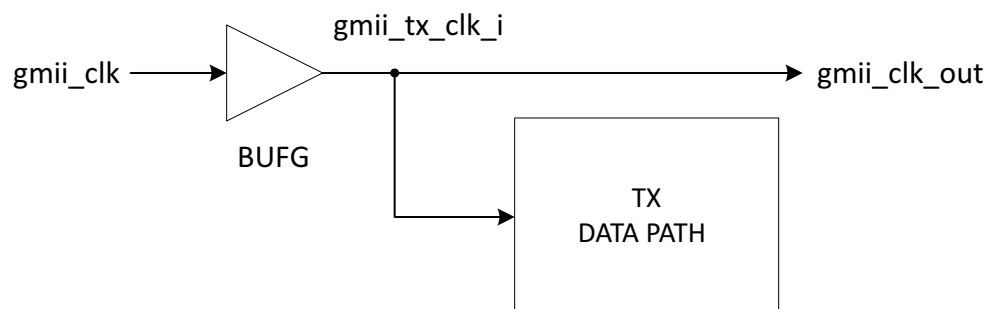 gmii_tx_clk_i
gmii_clk
gmii_clk_out
BUFG
TX
DATA PATH